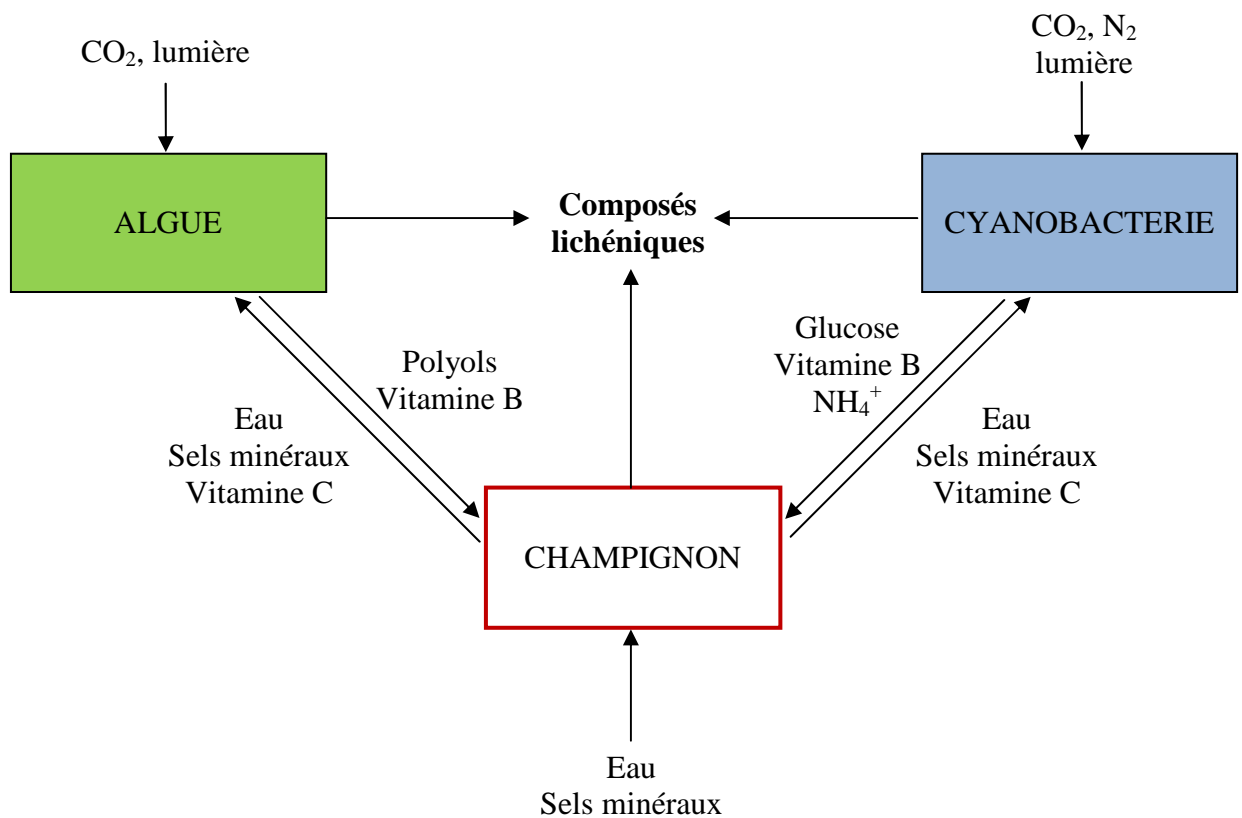 CO₂, lumière
CO₂, N₂
lumière
ALGUE
Composés
lichéniques
CYANOBACTERIE
Polyols
Vitamine B
Glucose
Vitamine B
NH₄⁺
Eau
Sels minéraux
Vitamine C
Eau
Sels minéraux
Vitamine C
CHAMPIGNON
Eau
Sels minéraux